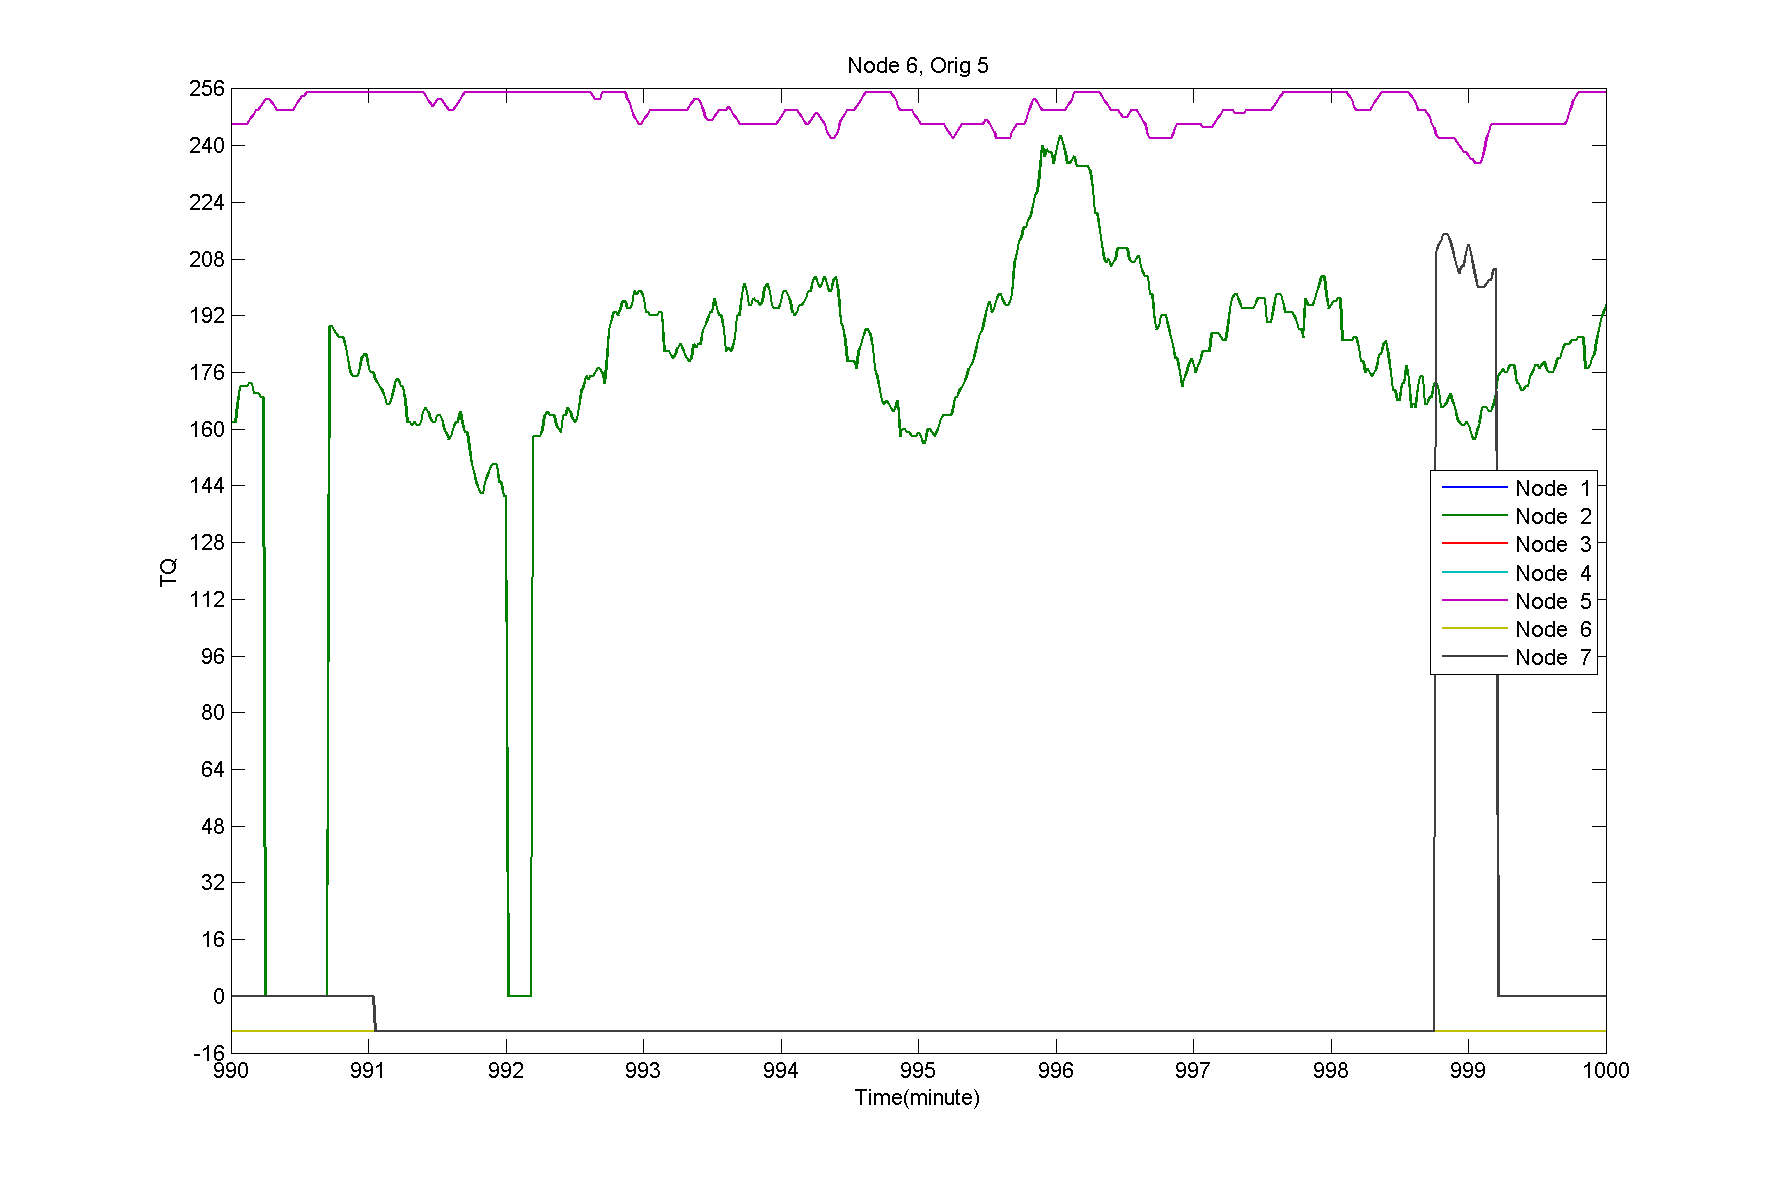 Node 6, Orig 5
256
240
224
208
192
176
160
144
128
112
96
80
64
48
32
16
0
-16
TQ
Node 1
Node 2
Node 3
Node 4
Node 5
Node 6
Node 7
990 991 992 993 994 995 996 997 998 999 1000
Time(minute)